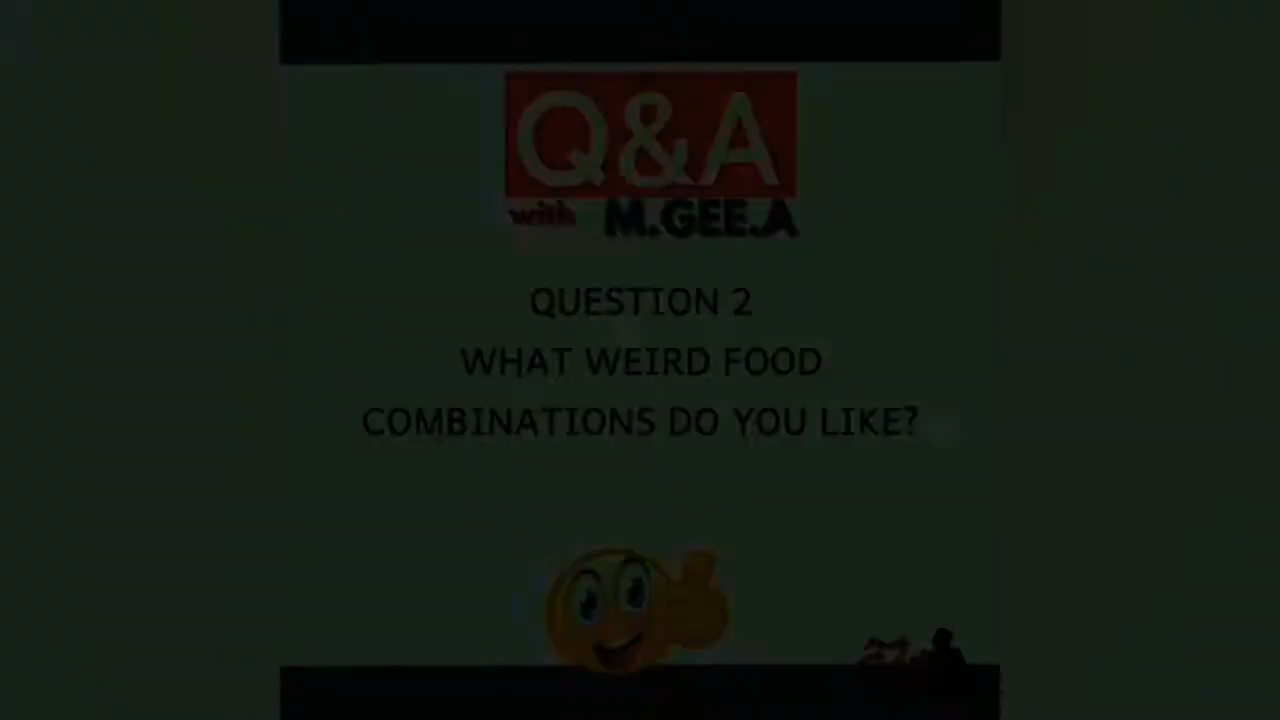 Q&A
with M.GEE.A
QUESTION 2
WHAT WEIRD FOOD
COMBINATIONS DO YOU LIKE?